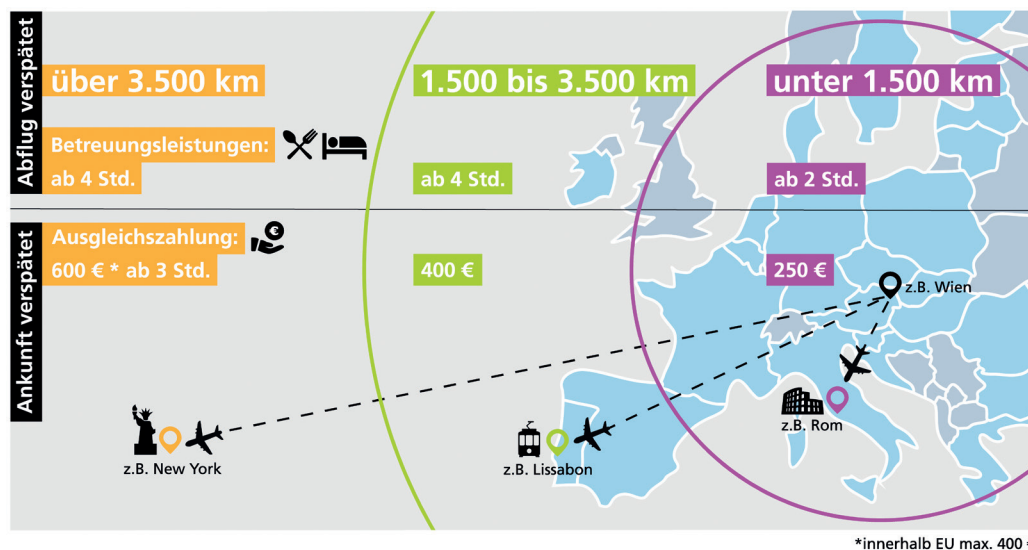 Abflug verspätet
über 3.500 km
1.500 bis 3.500 km
unter 1.500 km
Betreuungsleistungen:
ab 4 Std.
ab 4 Std.
ab 2 Std.
Ankunft verspätet
Ausgleichszahlung:
600 € * ab 3 Std.
400 €
250 €
z.B. Wien
z.B. Rom
z.B. New York
z.B. Lissabon
*innerhalb EU max. 400 €